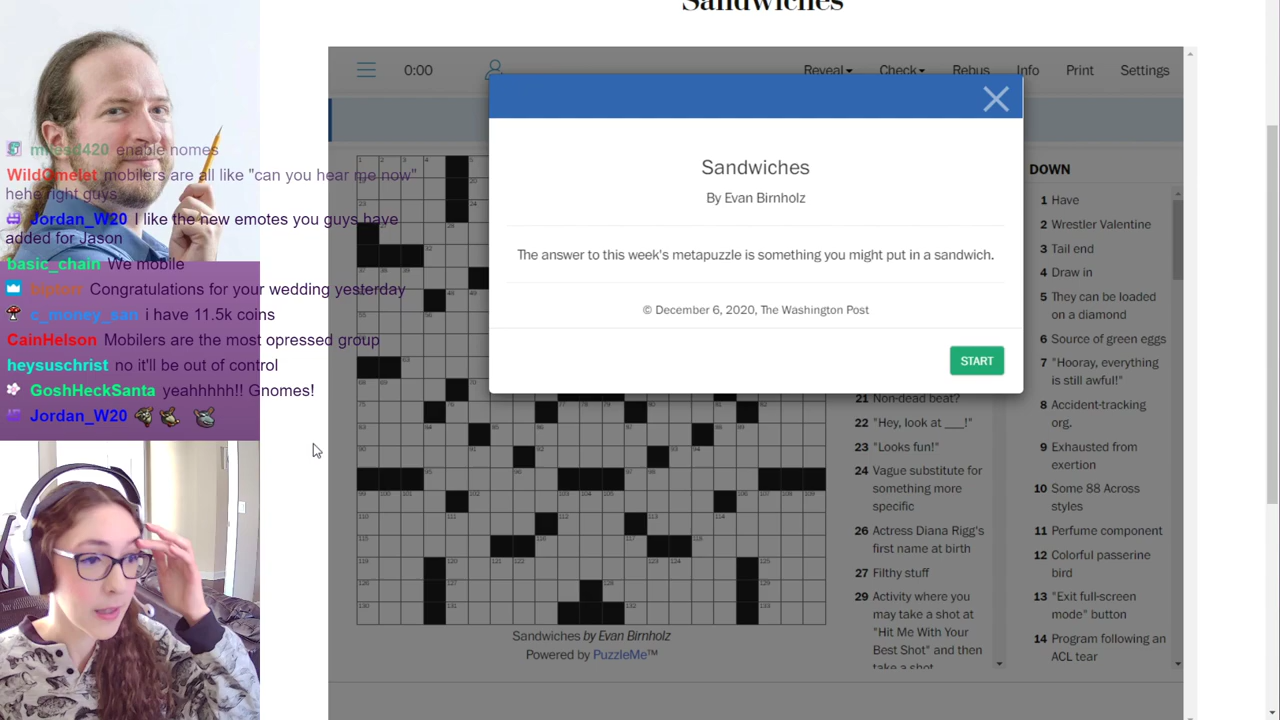 Sandwiches
0:00
Reveal
Check
Rebus
Info
Print
Settings
Sandwiches
By Evan Birnholz
The answer to this week's metapuzzle is something you might put in a sandwich.
© December 6, 2020, The Washington Post
START
enable nomes
WildOmelet mobilers are all like "can you hear me now"
hehe right guys
Jordan_W20 I like the new emotes you guys have
added for Jason
basic_chain We mobile
Congratulations for your wedding yesterday
c_money_san i have 11.5k coins
CainHelson Mobilers are the most opressed group
heysuschrist no it'll be out of control
GoshHeckSanta yeahhhhh!! Gnomes!
Jordan_W20
21 Non-dead beat?
22 "Hey, look at ___!"
23 "Looks fun!"
24 Vague substitute for
something more
specific
26 Actress Diana Rigg's
first name at birth
27 Filthy stuff
29 Activity where you
may take a shot at
"Hit Me With Your
Best Shot" and then
take a shot
DOWN
1 Have
2 Wrestler Valentine
3 Tail end
4 Draw in
5 They can be loaded
on a diamond
6 Source of green eggs
7 "Hooray, everything
is still awful!"
8 Accident-tracking
org.
9 Exhausted from
exertion
10 Some 88 Across
styles
11 Perfume component
12 Colorful passerine
bird
13 "Exit full-screen
mode" button
14 Program following an
ACL tear
Sandwiches by Evan Birnholz
Powered by PuzzleMe™